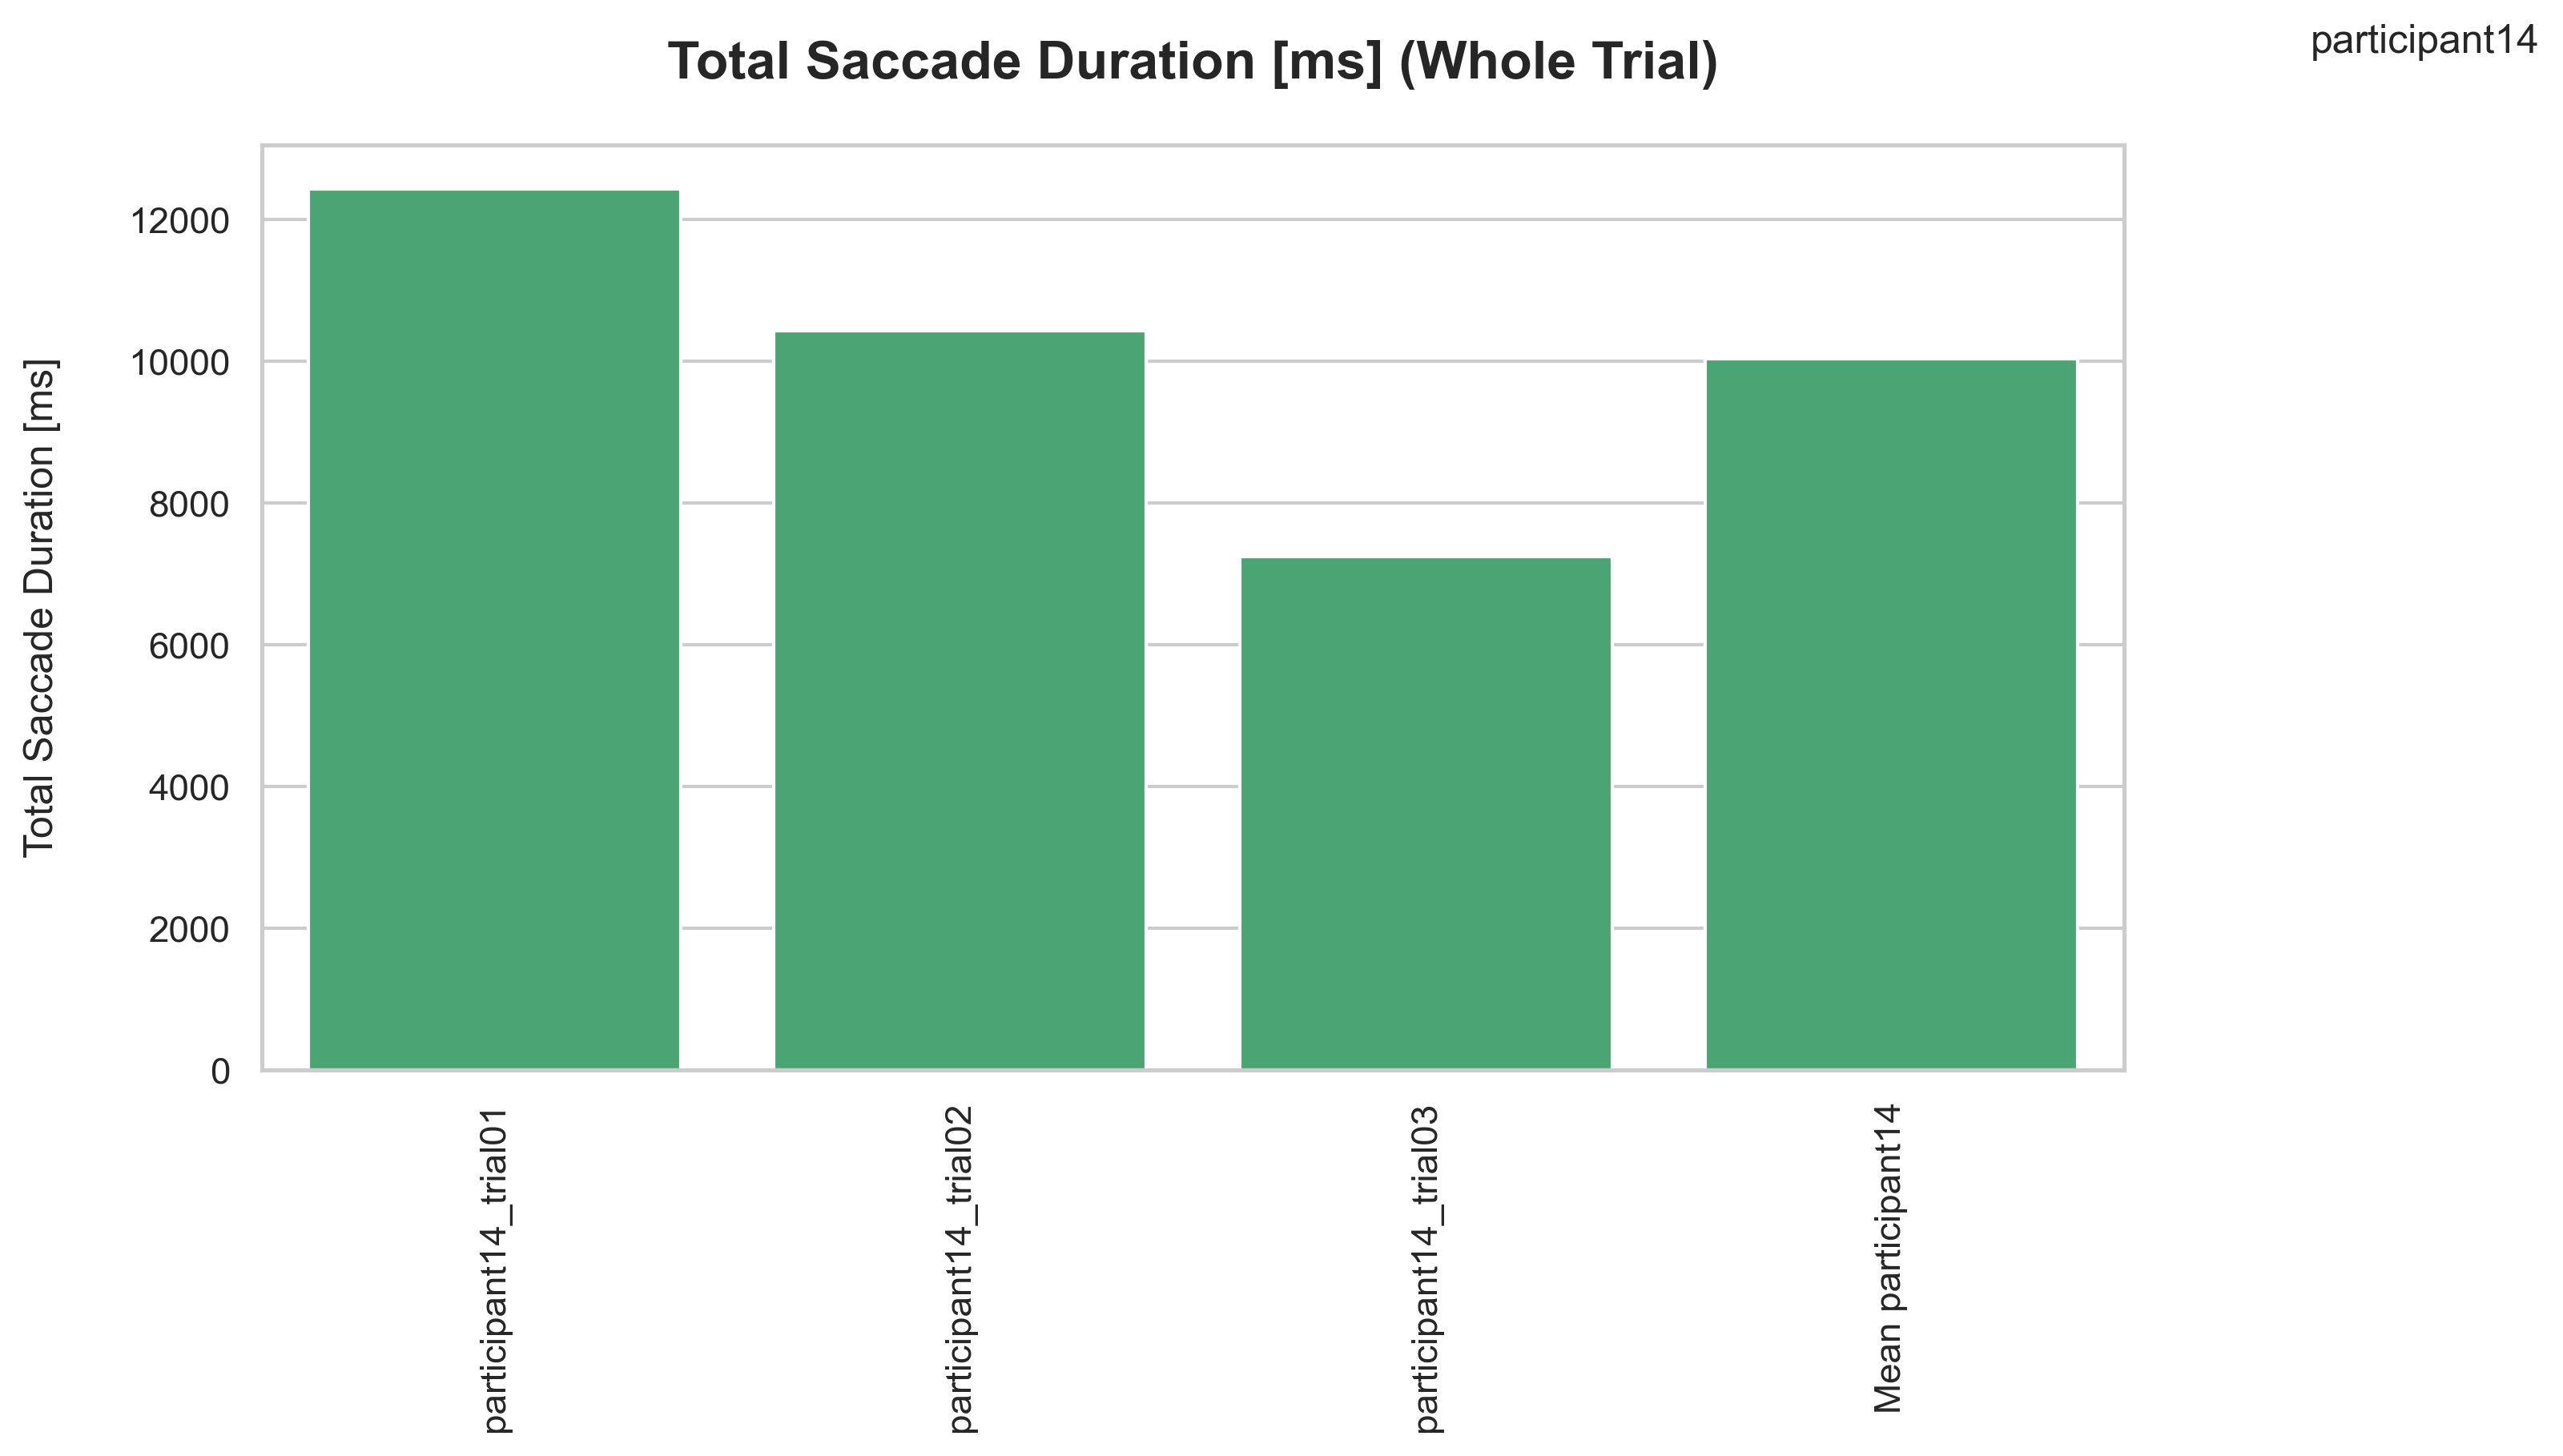 participant14
Total Saccade Duration [ms] (Whole Trial)
Total Saccade Duration [ms]
12000
10000
8000
6000
4000
2000
0
participant14_trial01
participant14_trial02
participant14_trial03
Mean participant14